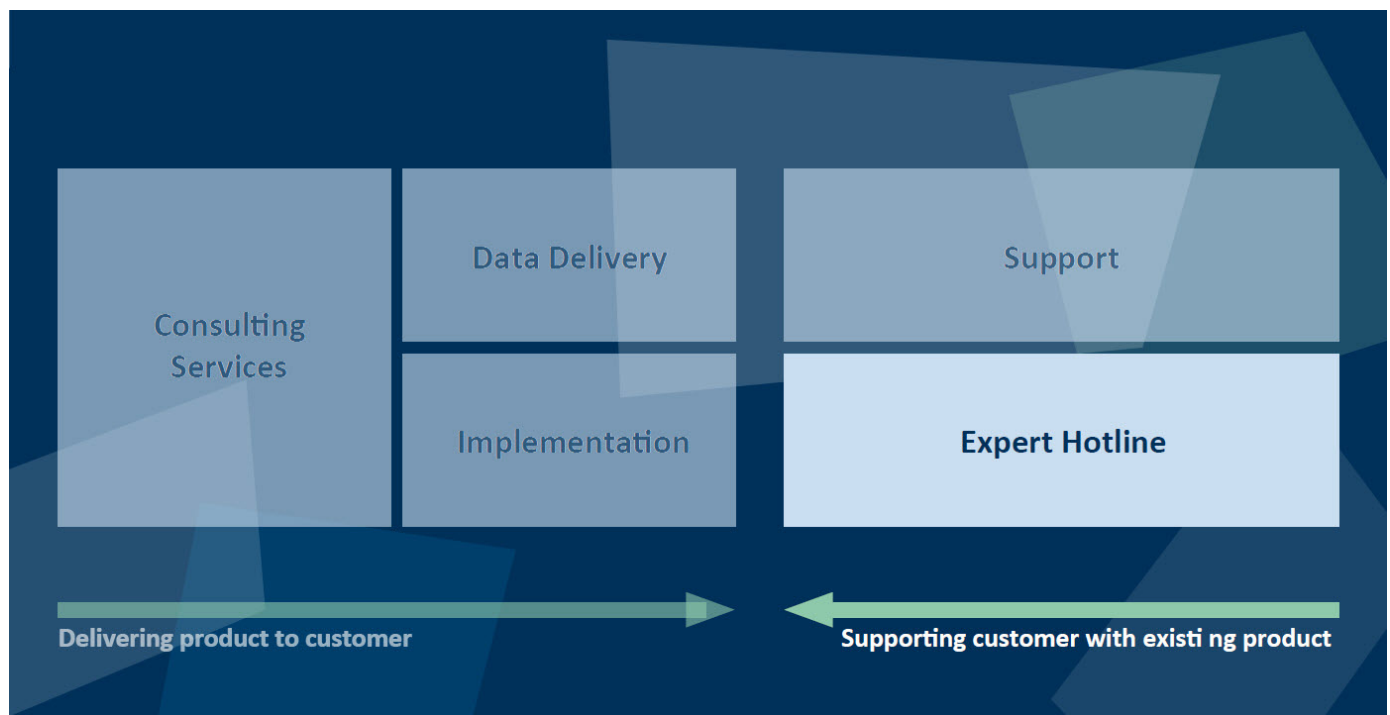 Consulting
Services
Data Delivery
Implementation
Support
Expert Hotline
Delivering product to customer
Supporting customer with existi ng product